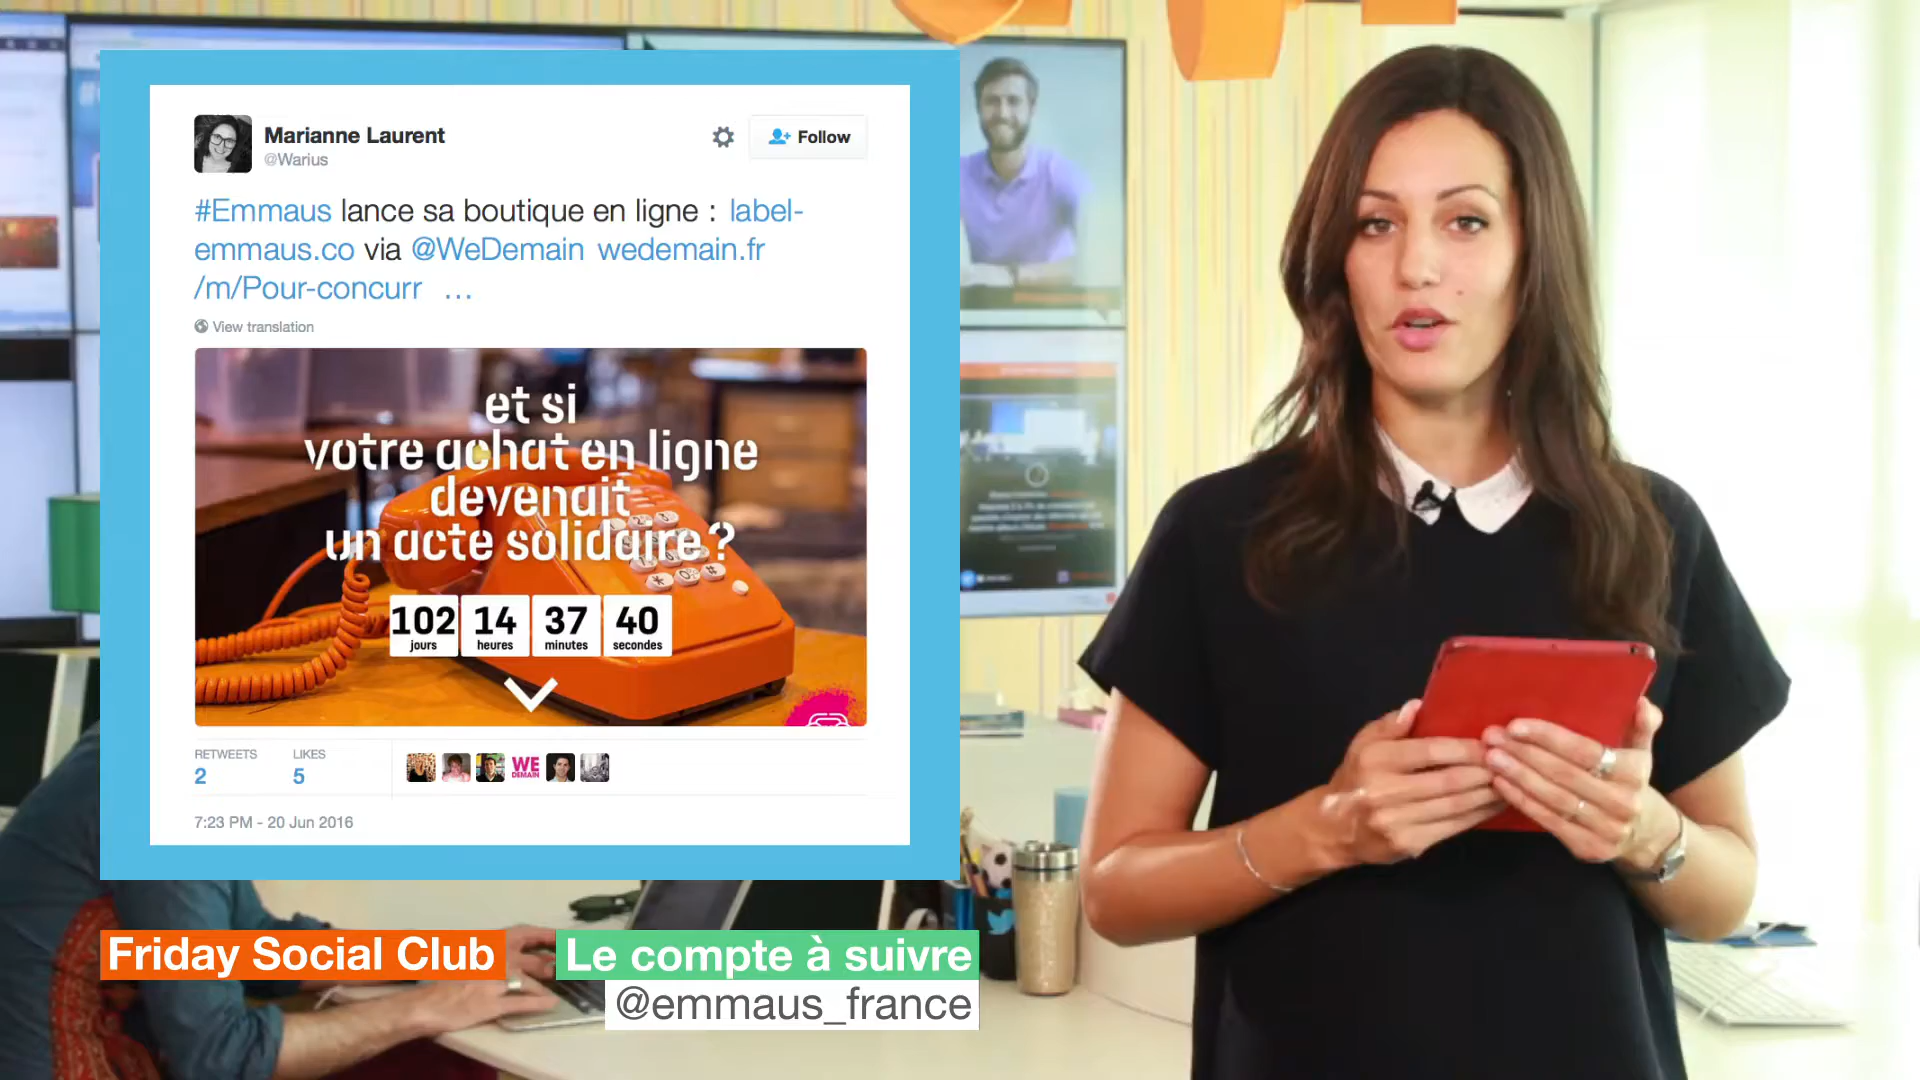 Marianne Laurent
@Warius
Follow
#Emmaus lance sa boutique en ligne : label-
emmaus.co via @WeDemain wedemain.fr
/m/Pour-concurr …
View translation
et si
votre achat en ligne
devenait
un acte solidaire?
102 14 37 40
jours heures minutes secondes
RETWEETS LIKES
2 5
WE
DEMAIN
7:23 PM - 20 Jun 2016
Friday Social Club
Le compte à suivre
@emmaus_france